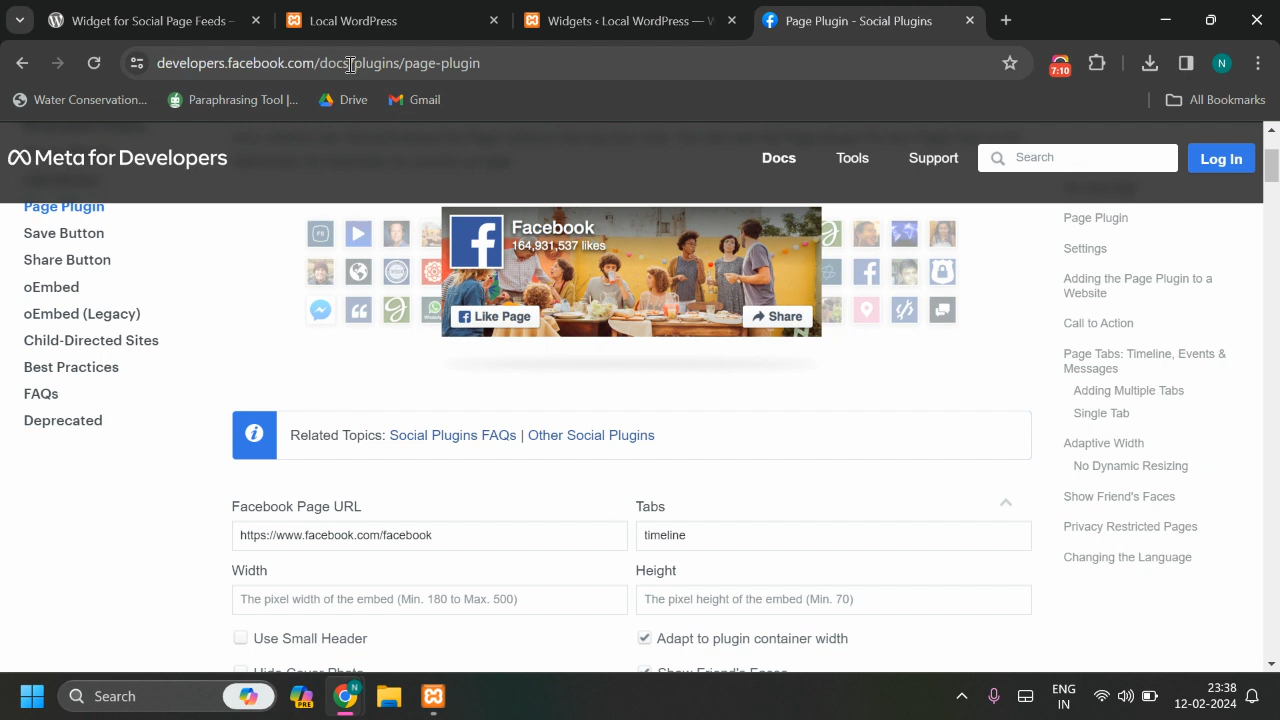 Widget for Social Page Feeds –
Local WordPress
Widgets ‹ Local WordPress — W
Page Plugin - Social Plugins
developers.facebook.com/docs/plugins/page-plugin
7:10
N
Water Conservation...
Paraphrasing Tool |...
Drive
Gmail
All Bookmarks
Meta for Developers
Docs
Tools
Support
Search
Log In
Page Plugin
Save Button
Share Button
oEmbed
oEmbed (Legacy)
Child-Directed Sites
Best Practices
FAQs
Deprecated
Facebook
164,931,537 likes
Like Page
Share
Related Topics: Social Plugins FAQs | Other Social Plugins
Facebook Page URL
Tabs
https://www.facebook.com/facebook
timeline
Width
Height
The pixel width of the embed (Min. 180 to Max. 500)
The pixel height of the embed (Min. 70)
Use Small Header
Adapt to plugin container width
Hide Cover Photo
Show Friend's Faces
Page Plugin
Settings
Adding the Page Plugin to a
Website
Call to Action
Page Tabs: Timeline, Events &
Messages
Adding Multiple Tabs
Single Tab
Adaptive Width
No Dynamic Resizing
Show Friend's Faces
Privacy Restricted Pages
Changing the Language
Search
PRE
N
ENG
IN
23:38
12-02-2024